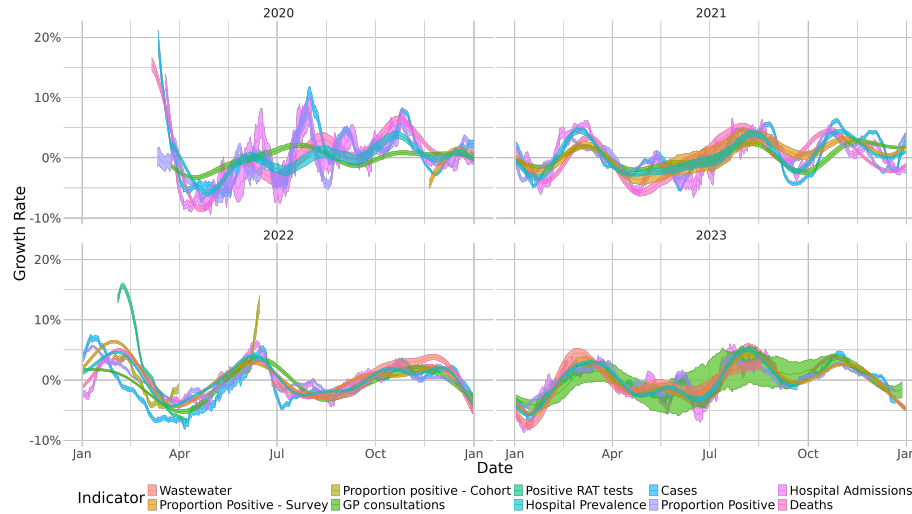 2020 2021
20%
10%
0%
-10%
Growth Rate
2022 2023
20%
10%
0%
-10%
Jan Apr Jul Oct Jan Jan Apr Jul Oct Jan
Date
Indicator
Wastewater Proportion positive - Cohort Positive RAT tests Cases Hospital Admissions
Proportion Positive - Survey GP consultations Hospital Prevalence Proportion Positive Deaths